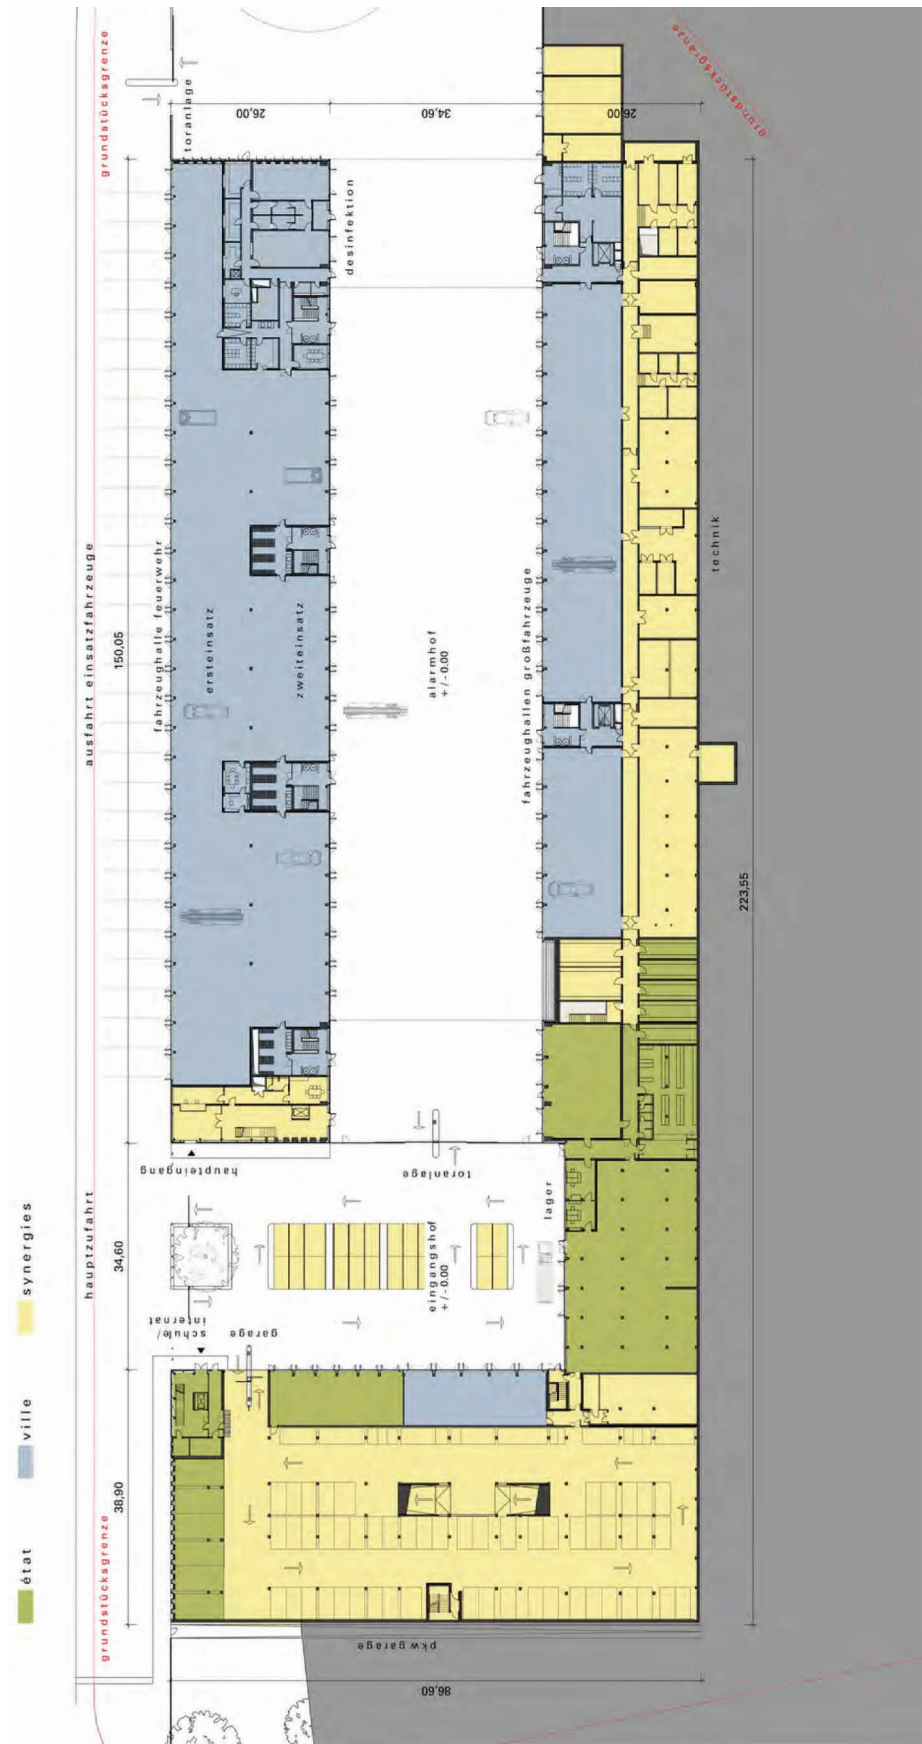 grundstücksgrenze
toranlage
26,00
34,60
26,00
grundstücksgrenze
desinfektion
ausfahrt einsatzfahrzeuge
150,05
fahrzeughalle feuerwehr
ersteinsatz
zweiteinsatz
alarmhof
+/-0.00
fahrzeughallen großfahrzeuge
technik
223,55
synergies
ville
état
hauptzufahrt
34,60
haupteingang
toranlage
lager
eingangshof
+/-0.00
schule/
internat
garage
38,90
grundstücksgrenze
pkw garage
86,60